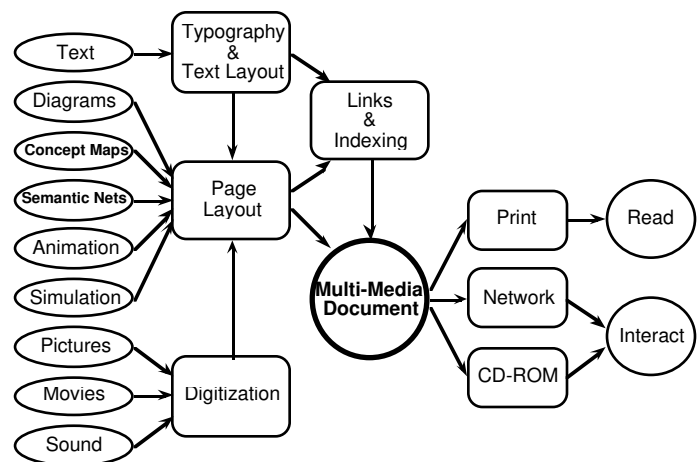 Text
Typography
&
Text Layout
Diagrams
Links
&
Indexing
Concept Maps
Semantic Nets
Page
Layout
Animation
Simulation
Print
Read
Multi-Media
Document
Network
Interact
Pictures
Movies
Digitization
CD-ROM
Sound